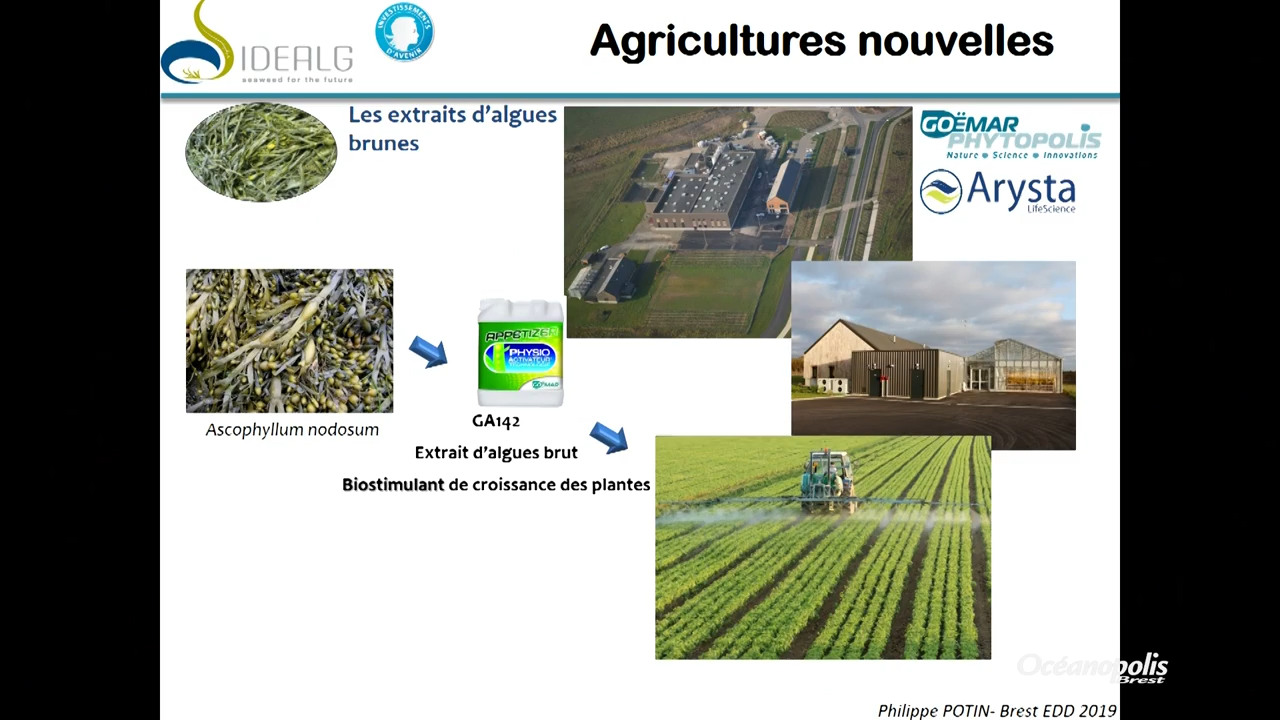 IDEALG
seaweed for the future
INVESTISSEMENTS
D'AVENIR
Agricultures nouvelles
Les extraits d'algues
brunes
GOËMAR
PHYTOPOLIS
Nature • Science • Innovations
Arysta
LifeScience
APPETIZER
PHYSIO
ACTIVATEUR
TECHNOLOGIE
GOËMAR
Ascophyllum nodosum
GA142
Extrait d'algues brut
Biostimulant de croissance des plantes
Océanopolis
Brest
Philippe POTIN- Brest EDD 2019